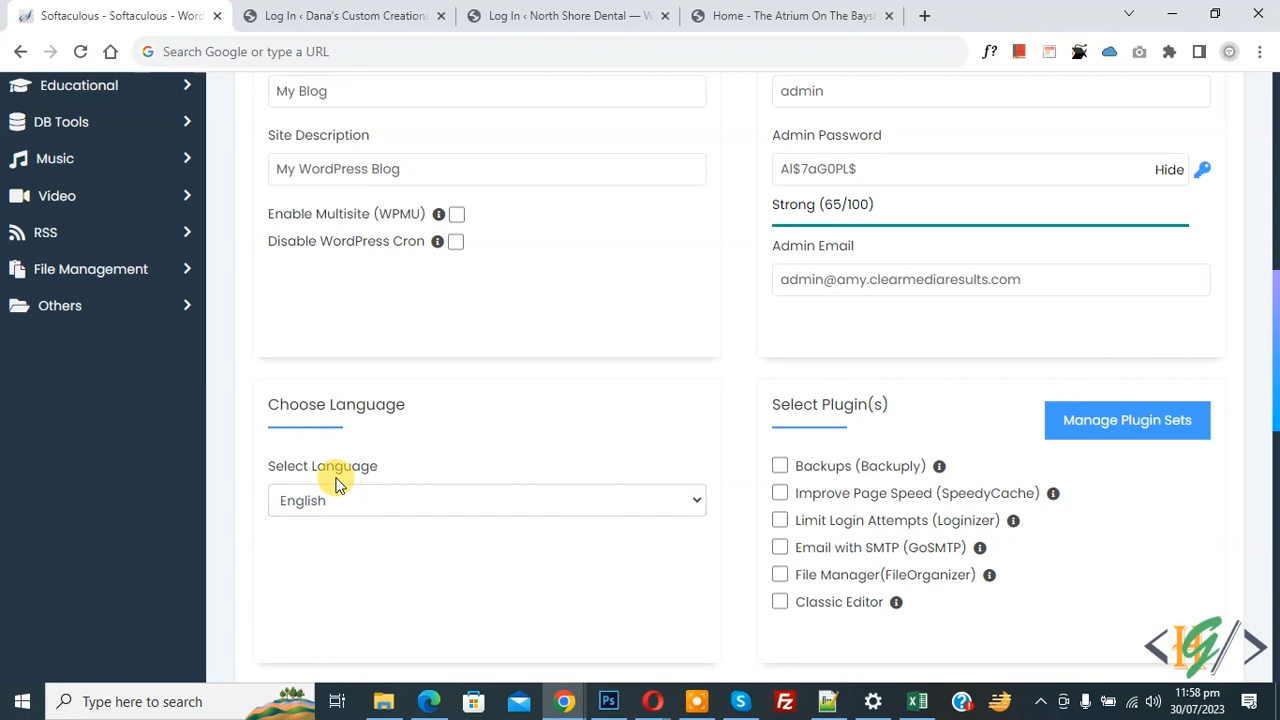 Softaculous - Softaculous - Word
Log In ‹ Dana's Custom Creations
Log In ‹ North Shore Dental — W
Home - The Atrium On The Baysh
Search Google or type a URL
f?
Educational
DB Tools
Music
Video
RSS
File Management
Others
My Blog
Site Description
My WordPress Blog
Enable Multisite (WPMU)
Disable WordPress Cron
admin
Admin Password
Al$7aG0PL$
Hide
Strong (65/100)
Admin Email
admin@amy.clearmediaresults.com
Choose Language
Select Language
English
Select Plugin(s)
Manage Plugin Sets
Backups (Backuply)
Improve Page Speed (SpeedyCache)
Limit Login Attempts (Loginizer)
Email with SMTP (GoSMTP)
File Manager(FileOrganizer)
Classic Editor
<HG/>
Type here to search
11:58 pm
30/07/2023